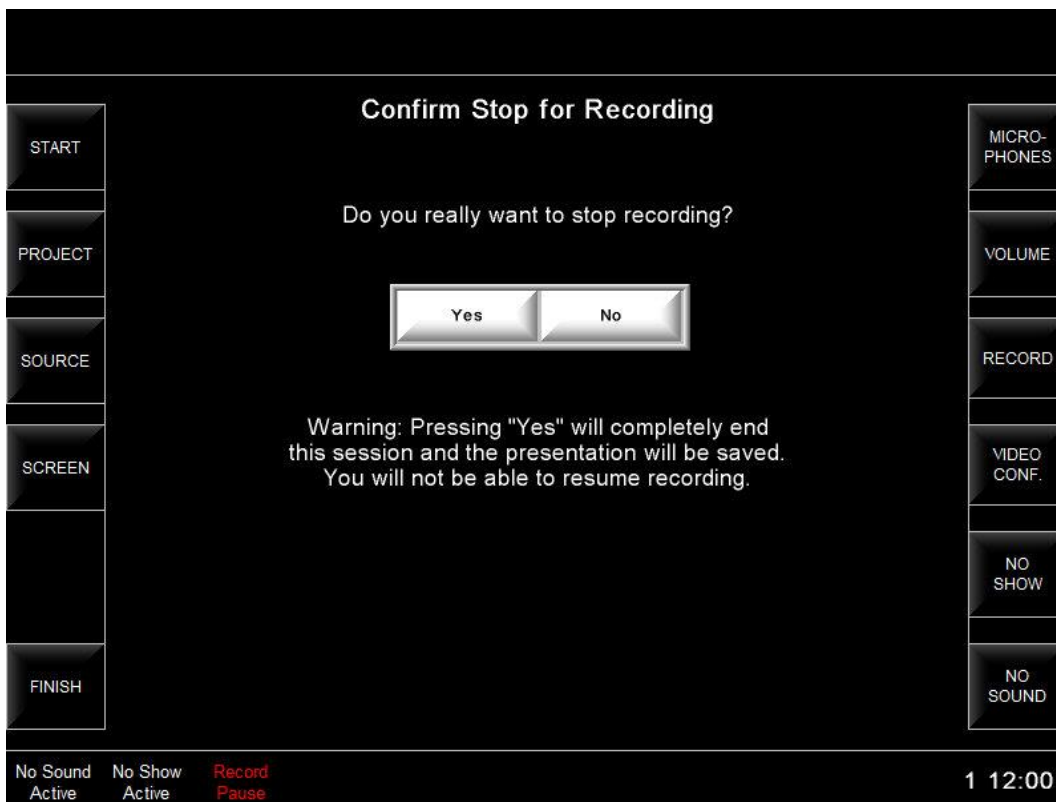 Confirm Stop for Recording
START
PROJECT
SOURCE
SCREEN
FINISH
Do you really want to stop recording?
Yes
No
Warning: Pressing "Yes" will completely end
this session and the presentation will be saved.
You will not be able to resume recording.
MICRO-
PHONES
VOLUME
RECORD
VIDEO
CONF.
NO
SHOW
NO
SOUND
No Sound
Active
No Show
Active
Record
Pause
1 12:00